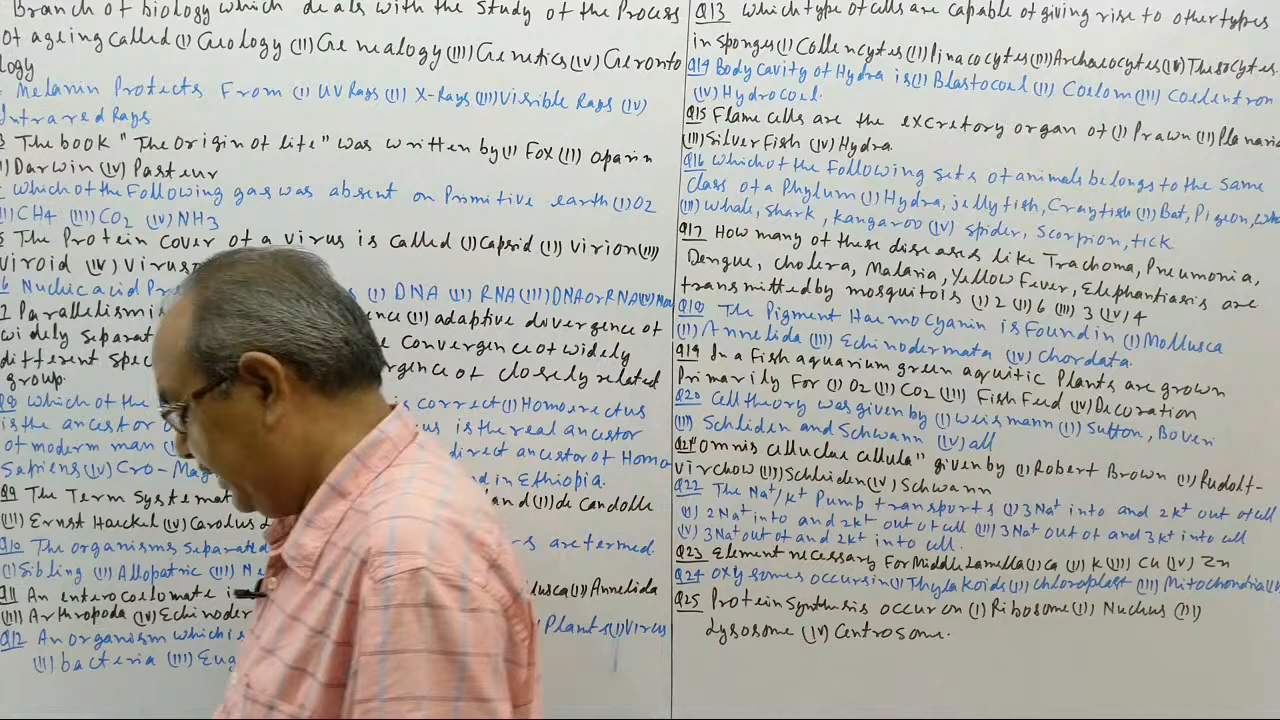 Branch of biology which deals with the study of the Process
of ageing called (i) Geology (ii) Genealogy (iii) Genetics (iv) Geronto
logy
Melanin Protects From (i) UV Rays (ii) X-Rays (iii) Visible Rays (iv)
Infrared Rays
3 The book "The Origin of life" was written by (i) Fox (ii) oparin
Darwin (iv) Pasteur
which of the Following gas was absent on Primitive earth (i) O2
(ii) CH4 (iii) CO2 (iv) NH3
5 The Protein cover of a virus is called (i) Capsid (ii) virion (iii)
viroid (iv) Virus
6 Nucleic acid (i) DNA (ii) RNA (iii) DNA or RNA (iv)
7 Parallelism (ii) adaptive divergence of
widely separat convergence of widely
different spec of closely related
group.
Q8 which of the is correct (i) Homo erectus
is the ancestor is the real ancestor
of moderm man direct ancestor of Homo
Sapiens (iv) Cro-Mag in Ethiopia.
Q9 The Term Systemat and (ii) de Candolle
(iii) Ernst Haeckel (iv) Carolus
Q10 The organisms separated are termed.
(i) Sibling (ii) Allopatric (iii)
Q11 An enterocoelomate i (ii) Annelida
(iii) Arthropoda (iv) Echinoder
Q12 An organism which is Plants (i) Virus
(ii) bacteria (iii) Eug
Q13 which type of cells are capable of giving rise to other types
in sponges (i) Collencytes (ii) Pinacocytes (iii) Archaeocytes (iv) Thesocytes.
Q14 Body Cavity of Hydra is (i) Blastocoel (ii) Coelom (iii) Coelentron
(iv) Hydrocoel.
Q15 Flame cells are the excretory organ of (i) Prawn (ii) Planaria
(iii) Silver Fish (iv) Hydra
Q16 which of the Following sets of animals belongs to the same
Class of a Phylum (i) Hydra, jelly fish, Crayfish (ii) Bat, Pigeon,
(iii) whale, shark, kangaroo (iv) spider, Scorpion, tick.
Q17 How many of these diseases like Trachoma, Pneumonia,
Dengue, cholera, Malaria, Yellow Fever, Elephantiasis are
transmitted by mosquitois (i) 2 (ii) 6 (iii) 3 (iv) 4
Q18 The Pigment Haemocyanin is Found in (i) Mollusca
(ii) Annelida (iii) Echinodermata (iv) Chordata.
Q19 In a Fish aquarium green aquitic Plants are grown
Primarily For (i) O2 (ii) CO2 (iii) Fish Feed (iv) Decoration
Q20 Cell theory was given by (i) Weismann (ii) Sutton, Boveri
(iii) Schliden and Schwann (iv) all
Q21 "Omnis cellulae cellula" given by (i) Robert Brown (ii) Rudolf-
Virchow (iii) Schleiden (iv) Schwann
Q22 The Na+/K+ Pump transports (i) 3Na+ into and 2K+ out of cell
(ii) 2Na+ into and 2K+ out of cell (iii) 3Na+ out of and 3K+ into cell
(iv) 3Na+ out of and 2K+ into cell.
Q23 Element necessary For Middle lamella (i) Ca (ii) K (iii) Cu (iv) Zn
Q24 Oxysomes occurs in (i) Thylakoids (ii) chloroplast (iii) Mitochondria
Q25 Protein Synthesis occur on (i) Ribosome (ii) Nucleus (iii)
Lysosome (iv) Centrosome.